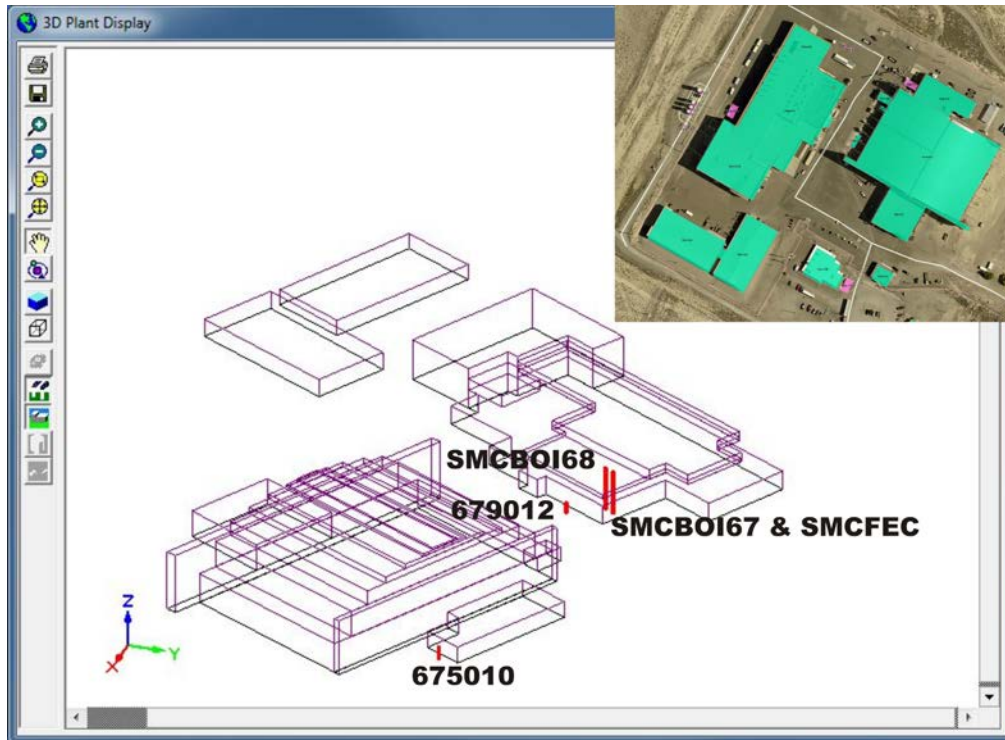 3D Plant Display
SMCBOI68
679012
SMCBOI67 & SMCFEC
675010
Z
Y
X